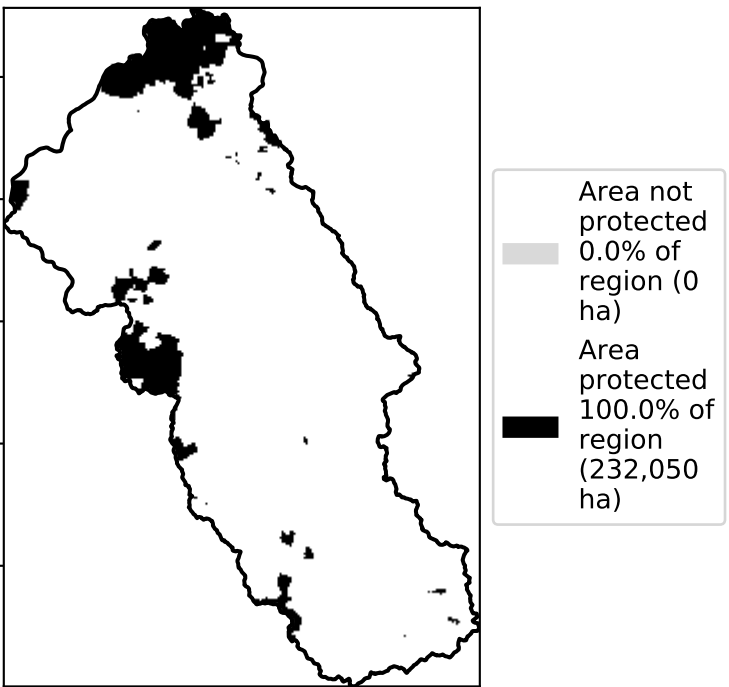 Area not
protected
0.0% of
region (0
ha)
Area
protected
100.0% of
region
(232,050
ha)